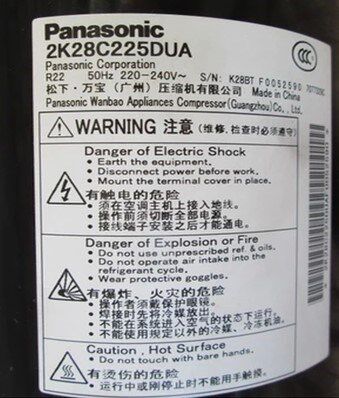 Panasonic
2K28C225DUA
Panasonic Corporation
R22 50Hz 220-240V~ S/N: K28BT F0052590
松下·万宝（广州）压缩机有限公司
Panasonic Wanbao Appliances Compressor(Guangzhou)Co., Ltd.
WARNING 注意 (维修, 检查时必须遵守)
Danger of Electric Shock
• Earth the equipment.
• Disconnect power before work.
• Mount the terminal cover in place.
有触电的危险
• 须在空调主机上接入地线。
• 操作前须切断全部电源。
• 接线端子安装之后才能通电。
Danger of Explosion or Fire
• Do not use unprescribed ref. & oils.
• Do not operate air intake into the
refrigerant cycle.
• Wear protective goggles.
有爆炸、火灾的危险
• 操作者须戴保护眼镜。
• 焊接时先将冷媒放出。
• 不能在系统进入空气的状态下运行。
• 不能使用规定以外的冷媒、冷冻机油。
Caution , Hot Surface
• Do not touch with bare hands.
有烫伤的危险
• 运行中或刚停止时不能用手触摸。